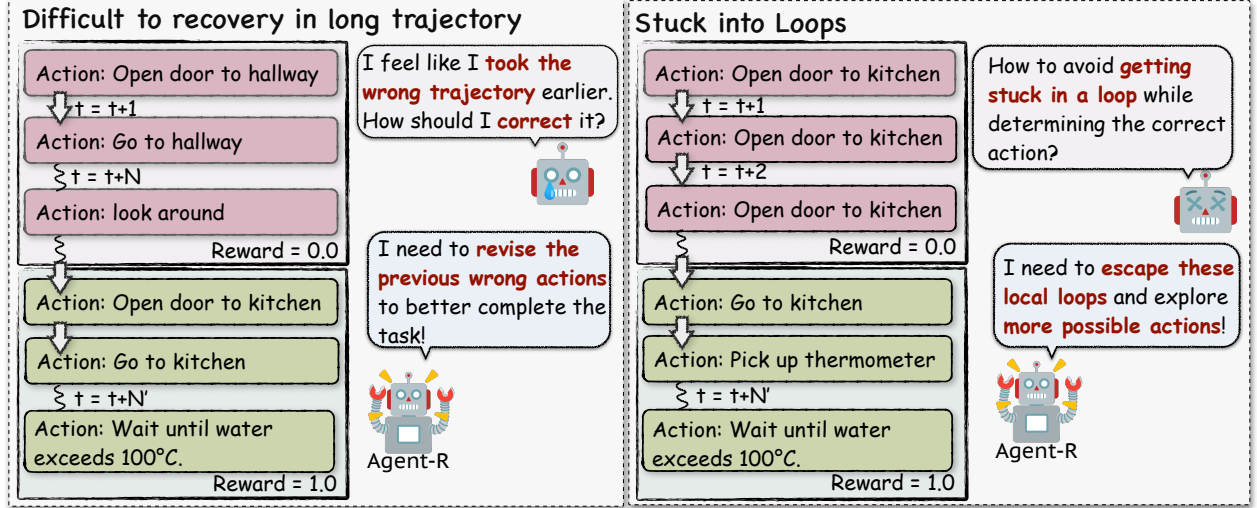 Difficult to recovery in long trajectory
Action: Open door to hallway
t = t+1
Action: Go to hallway
t = t+N
Action: look around
Reward = 0.0
Action: Open door to kitchen
Action: Go to kitchen
t = t+N'
Action: Wait until water
exceeds 100°C.
Reward = 1.0
I feel like I took the
wrong trajectory earlier.
How should I correct it?
I need to revise the
previous wrong actions
to better complete the
task!
Agent-R
Stuck into Loops
Action: Open door to kitchen
t = t+1
Action: Open door to kitchen
t = t+2
Action: Open door to kitchen
Reward = 0.0
Action: Go to kitchen
Action: Pick up thermometer
t = t+N'
Action: Wait until water
exceeds 100°C.
Reward = 1.0
How to avoid getting
stuck in a loop while
determining the correct
action?
I need to escape these
local loops and explore
more possible actions!
Agent-R